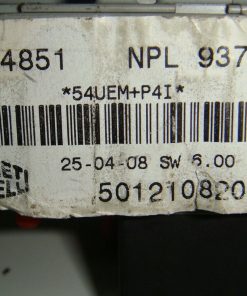 4851 NPL 937
*54UEM+P4I*
25-04-08 SW 6.00
501210820